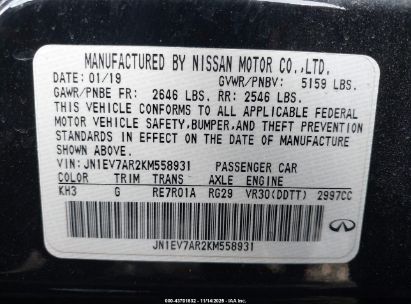 MANUFACTURED BY NISSAN MOTOR CO.,LTD.
DATE: 01/19 GVWR/PNBV: 5159 LBS.
GAWR/PNBE FR: 2646 LBS. RR: 2546 LBS.
THIS VEHICLE CONFORMS TO ALL APPLICABLE FEDERAL
MOTOR VEHICLE SAFETY, BUMPER, AND THEFT PREVENTION
STANDARDS IN EFFECT ON THE DATE OF MANUFACTURE
SHOWN ABOVE.
VIN: JN1EV7AR2KM558931 PASSENGER CAR
COLOR TRIM TRANS AXLE ENGINE
KH3 G RE7R01A RG29 VR30(DDTT) 2997CC
JN1EV7AR2KM558931